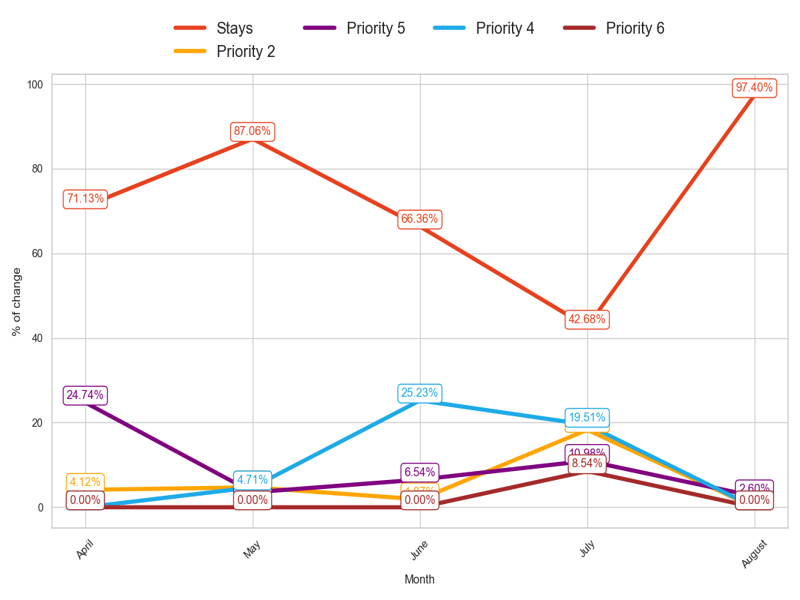 Stays
Priority 5
Priority 4
Priority 6
Priority 2
100
97.40%
87.06%
80
71.13%
66.36%
60
% of change
42.68%
40
24.74%
25.23%
20
19.51%
10.98%
8.54%
6.54%
4.12%
4.71%
2.60%
0.00%
0.00%
0.00%
0.00%
0
April
May
June
July
August
Month